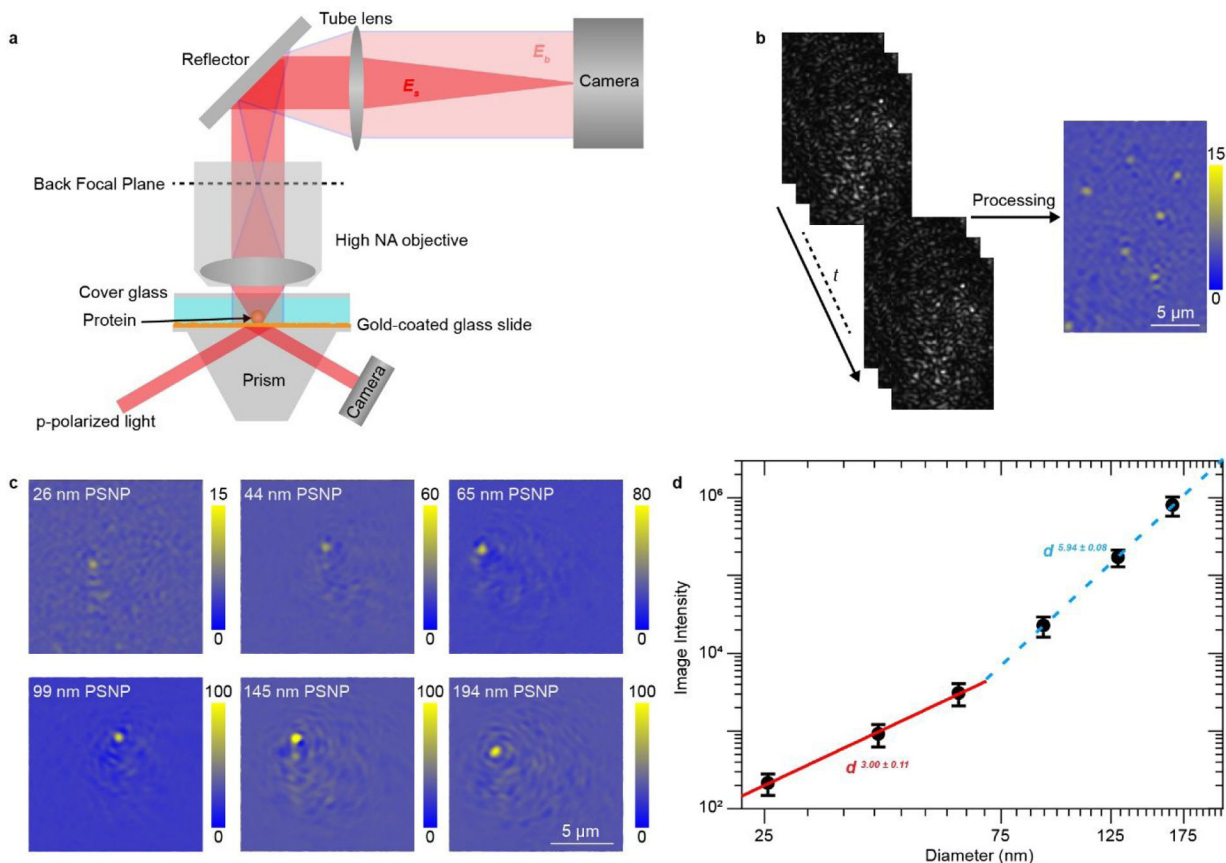 a
Tube lens
Reflector
E_b
E_s
Camera
Back Focal Plane
High NA objective
Cover glass
Protein
Gold-coated glass slide
Prism
Camera
p-polarized light
b
t
Processing
15
0
5 µm
c
26 nm PSNP
15
0
44 nm PSNP
60
0
65 nm PSNP
80
0
99 nm PSNP
100
0
145 nm PSNP
100
0
194 nm PSNP
100
0
5 µm
d
Image Intensity
10^6
10^4
10^2
d^5.94 ± 0.08
d^3.00 ± 0.11
25
75
125
175
Diameter (nm)